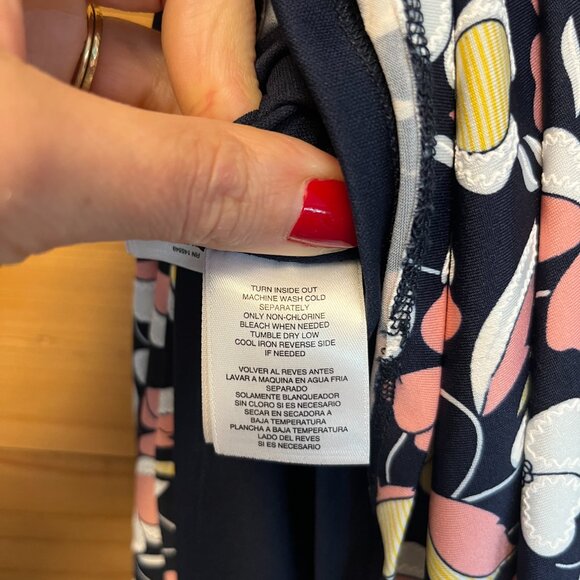 TURN INSIDE OUT
MACHINE WASH COLD
SEPARATELY
ONLY NON-CHLORINE
BLEACH WHEN NEEDED
TUMBLE DRY LOW
COOL IRON REVERSE SIDE
IF NEEDED
VOLVER AL REVES ANTES
LAVAR A MAQUINA EN AGUA FRIA
SEPARADO
SOLAMENTE BLANQUEADOR
SIN CLORO SI ES NECESARIO
SECAR EN SECADORA A
BAJA TEMPERATURA
PLANCHA A BAJA TEMPERATURA
LADO DEL REVES
SI ES NECESARIO